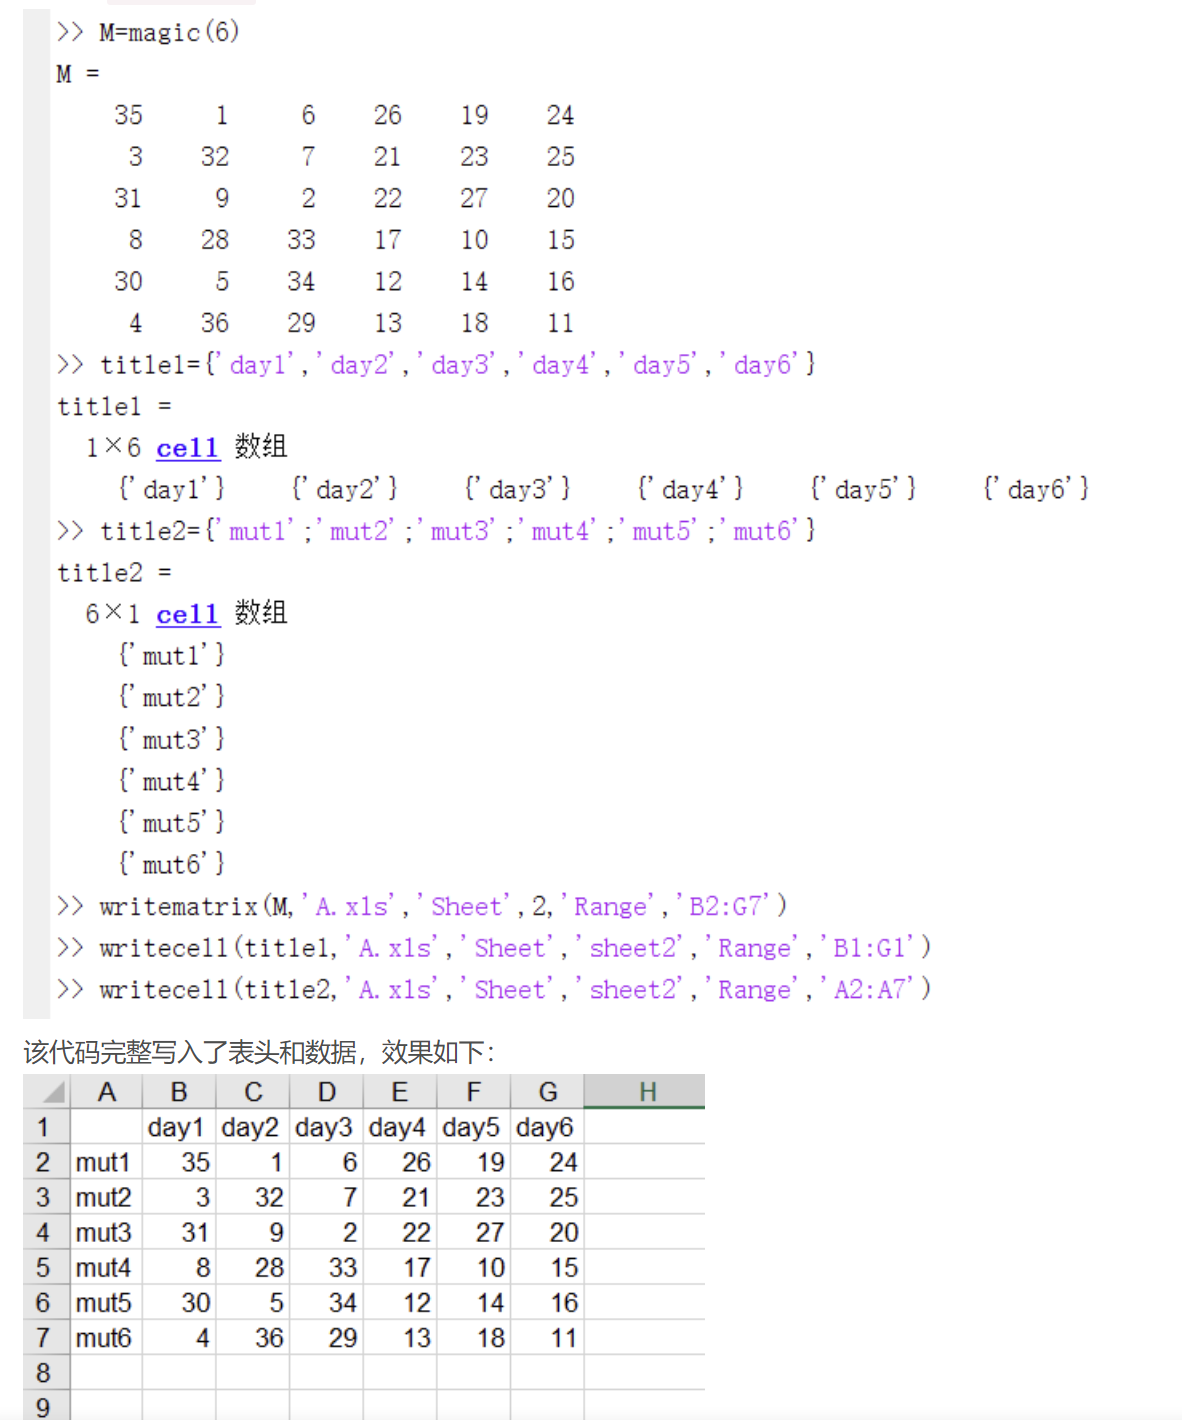 >> M=magic(6)
M =
35 1 6 26 19 24
3 32 7 21 23 25
31 9 2 22 27 20
8 28 33 17 10 15
30 5 34 12 14 16
4 36 29 13 18 11
>> title1={'day1','day2','day3','day4','day5','day6'}
title1 =
1×6 cell 数组
{'day1'} {'day2'} {'day3'} {'day4'} {'day5'} {'day6'}
>> title2={'mut1';'mut2';'mut3';'mut4';'mut5';'mut6'}
title2 =
6×1 cell 数组
{'mut1'}
{'mut2'}
{'mut3'}
{'mut4'}
{'mut5'}
{'mut6'}
>> writematrix(M,'A.xls','Sheet',2,'Range','B2:G7')
>> writecell(title1,'A.xls','Sheet','sheet2','Range','B1:G1')
>> writecell(title2,'A.xls','Sheet','sheet2','Range','A2:A7')
该代码完整写入了表头和数据，效果如下：
A B C D E F G H
1 day1 day2 day3 day4 day5 day6
2 mut1 35 1 6 26 19 24
3 mut2 3 32 7 21 23 25
4 mut3 31 9 2 22 27 20
5 mut4 8 28 33 17 10 15
6 mut5 30 5 34 12 14 16
7 mut6 4 36 29 13 18 11
8
9